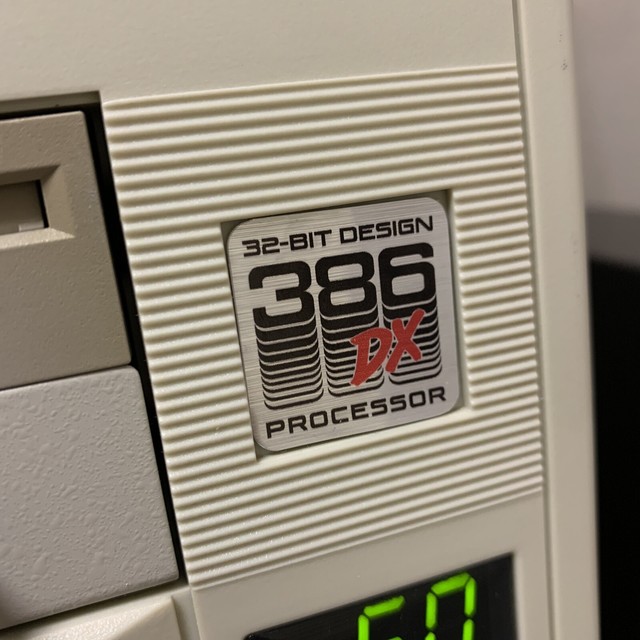 32-BIT DESIGN
386
DX
PROCESSOR